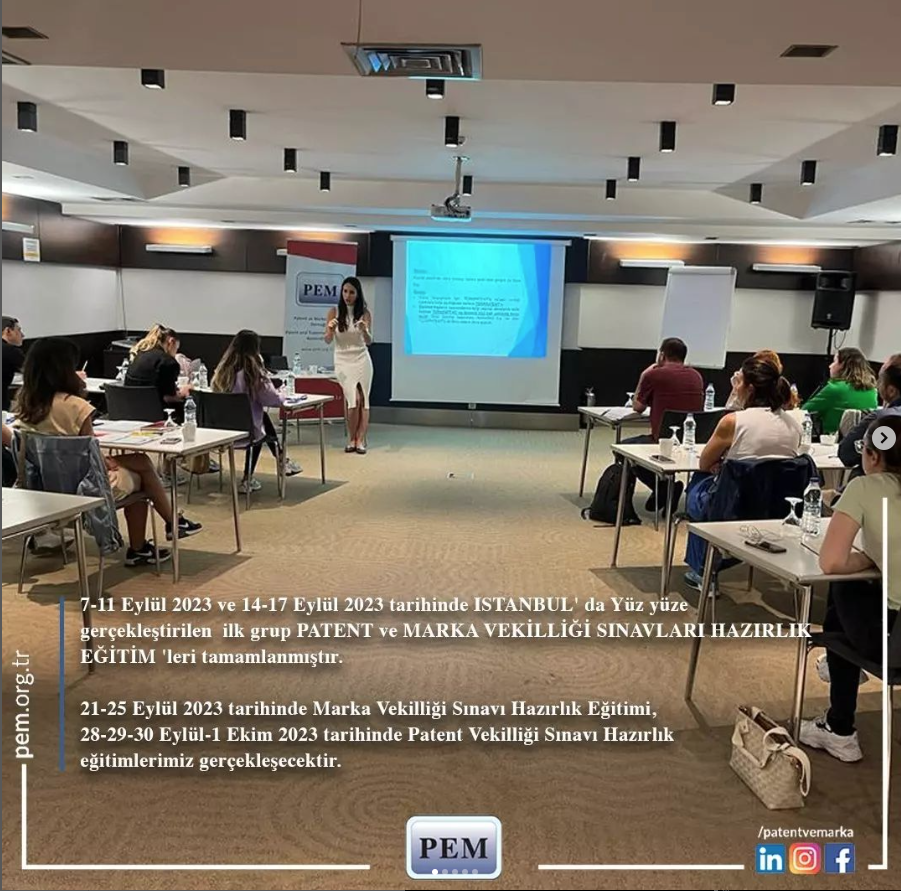 PEM
7-11 Eylül 2023 ve 14-17 Eylül 2023 tarihinde ISTANBUL' da Yüz yüze
gerçekleştirilen ilk grup PATENT ve MARKA VEKİLLİĞİ SINAVLARI HAZIRLIK
EĞİTİM 'leri tamamlanmıştır.
21-25 Eylül 2023 tarihinde Marka Vekilliği Sınavı Hazırlık Eğitimi,
28-29-30 Eylül-1 Ekim 2023 tarihinde Patent Vekilliği Sınavı Hazırlık
eğitimlerimiz gerçekleşecektir.
pem.org.tr
PEM
/patentvemarka